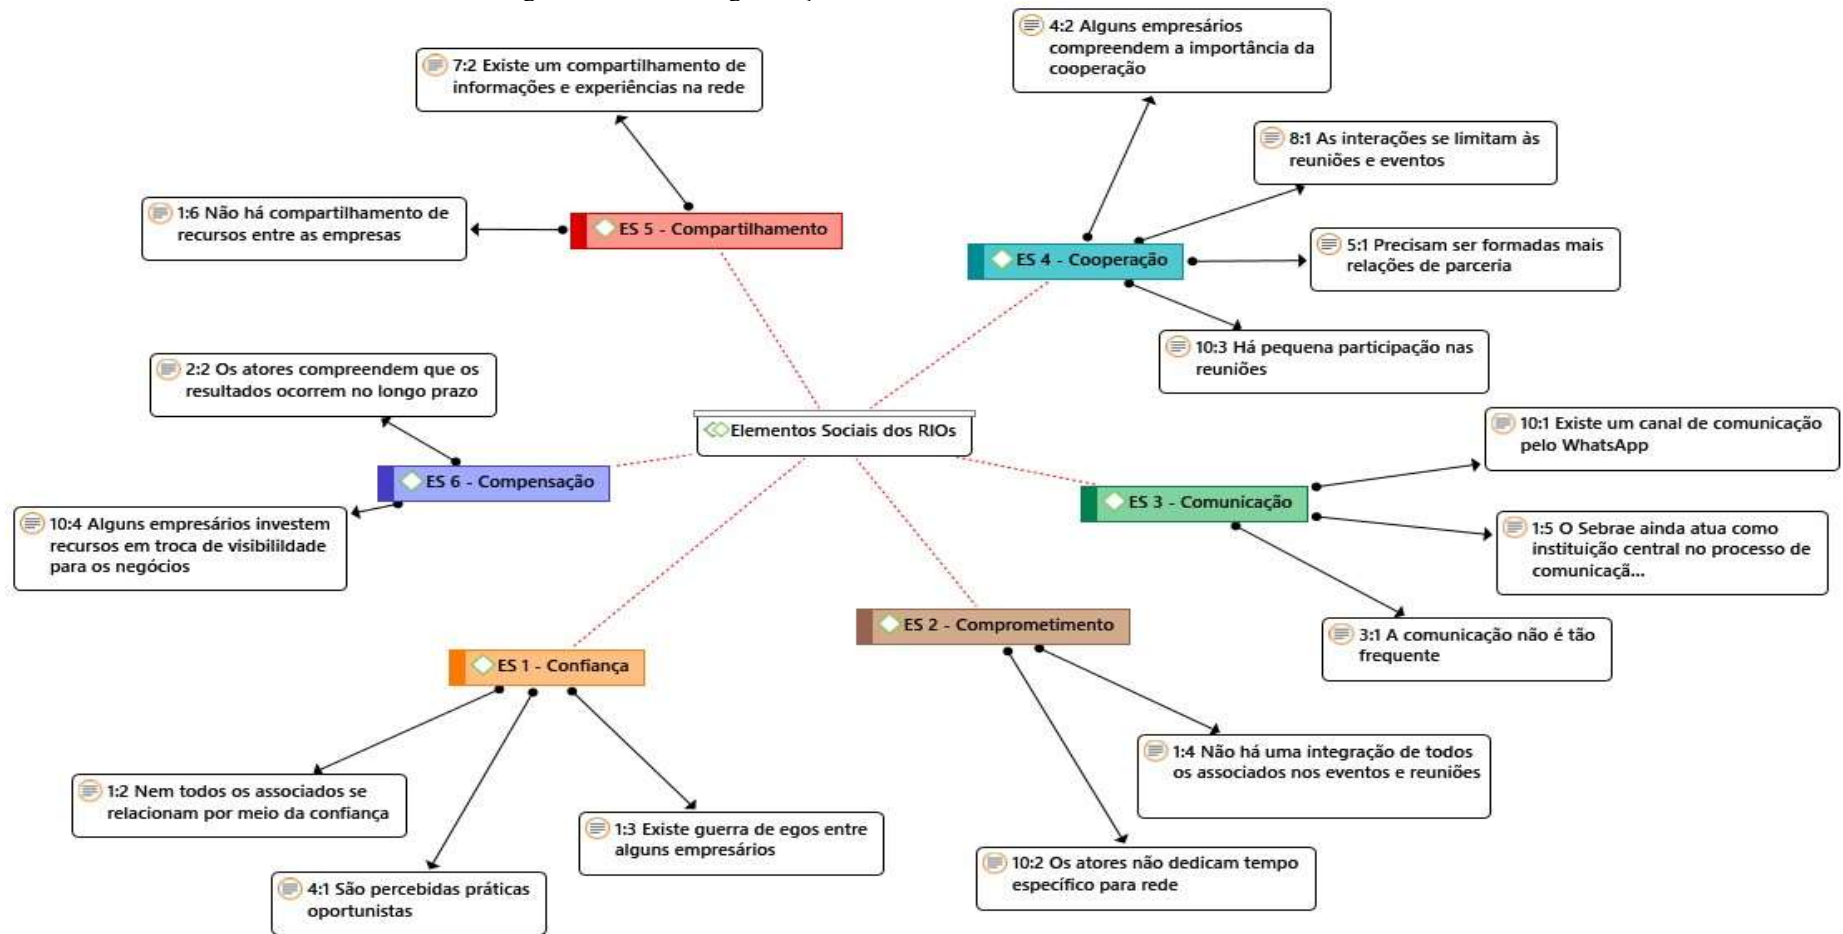 4:2 Alguns empresários
compreendem a importância da
cooperação
7:2 Existe um compartilhamento de
informações e experiências na rede
8:1 As interações se limitam às
reuniões e eventos
1:6 Não há compartilhamento de
recursos entre as empresas
ES 5 - Compartilhamento
ES 4 - Cooperação
5:1 Precisam ser formadas mais
relações de parceria
10:3 Há pequena participação nas
reuniões
2:2 Os atores compreendem que os
resultados ocorrem no longo prazo
Elementos Sociais dos RIOs
10:1 Existe um canal de comunicação
pelo WhatsApp
ES 6 - Compensação
ES 3 - Comunicação
10:4 Alguns empresários investem
recursos em troca de visibilildade
para os negócios
1:5 O Sebrae ainda atua como
instituição central no processo de
comunicaçã...
ES 2 - Comprometimento
3:1 A comunicação não é tão
frequente
ES 1 - Confiança
1:4 Não há uma integração de todos
os associados nos eventos e reuniões
1:2 Nem todos os associados se
relacionam por meio da confiança
1:3 Existe guerra de egos entre
alguns empresários
10:2 Os atores não dedicam tempo
específico para rede
4:1 São percebidas práticas
oportunistas